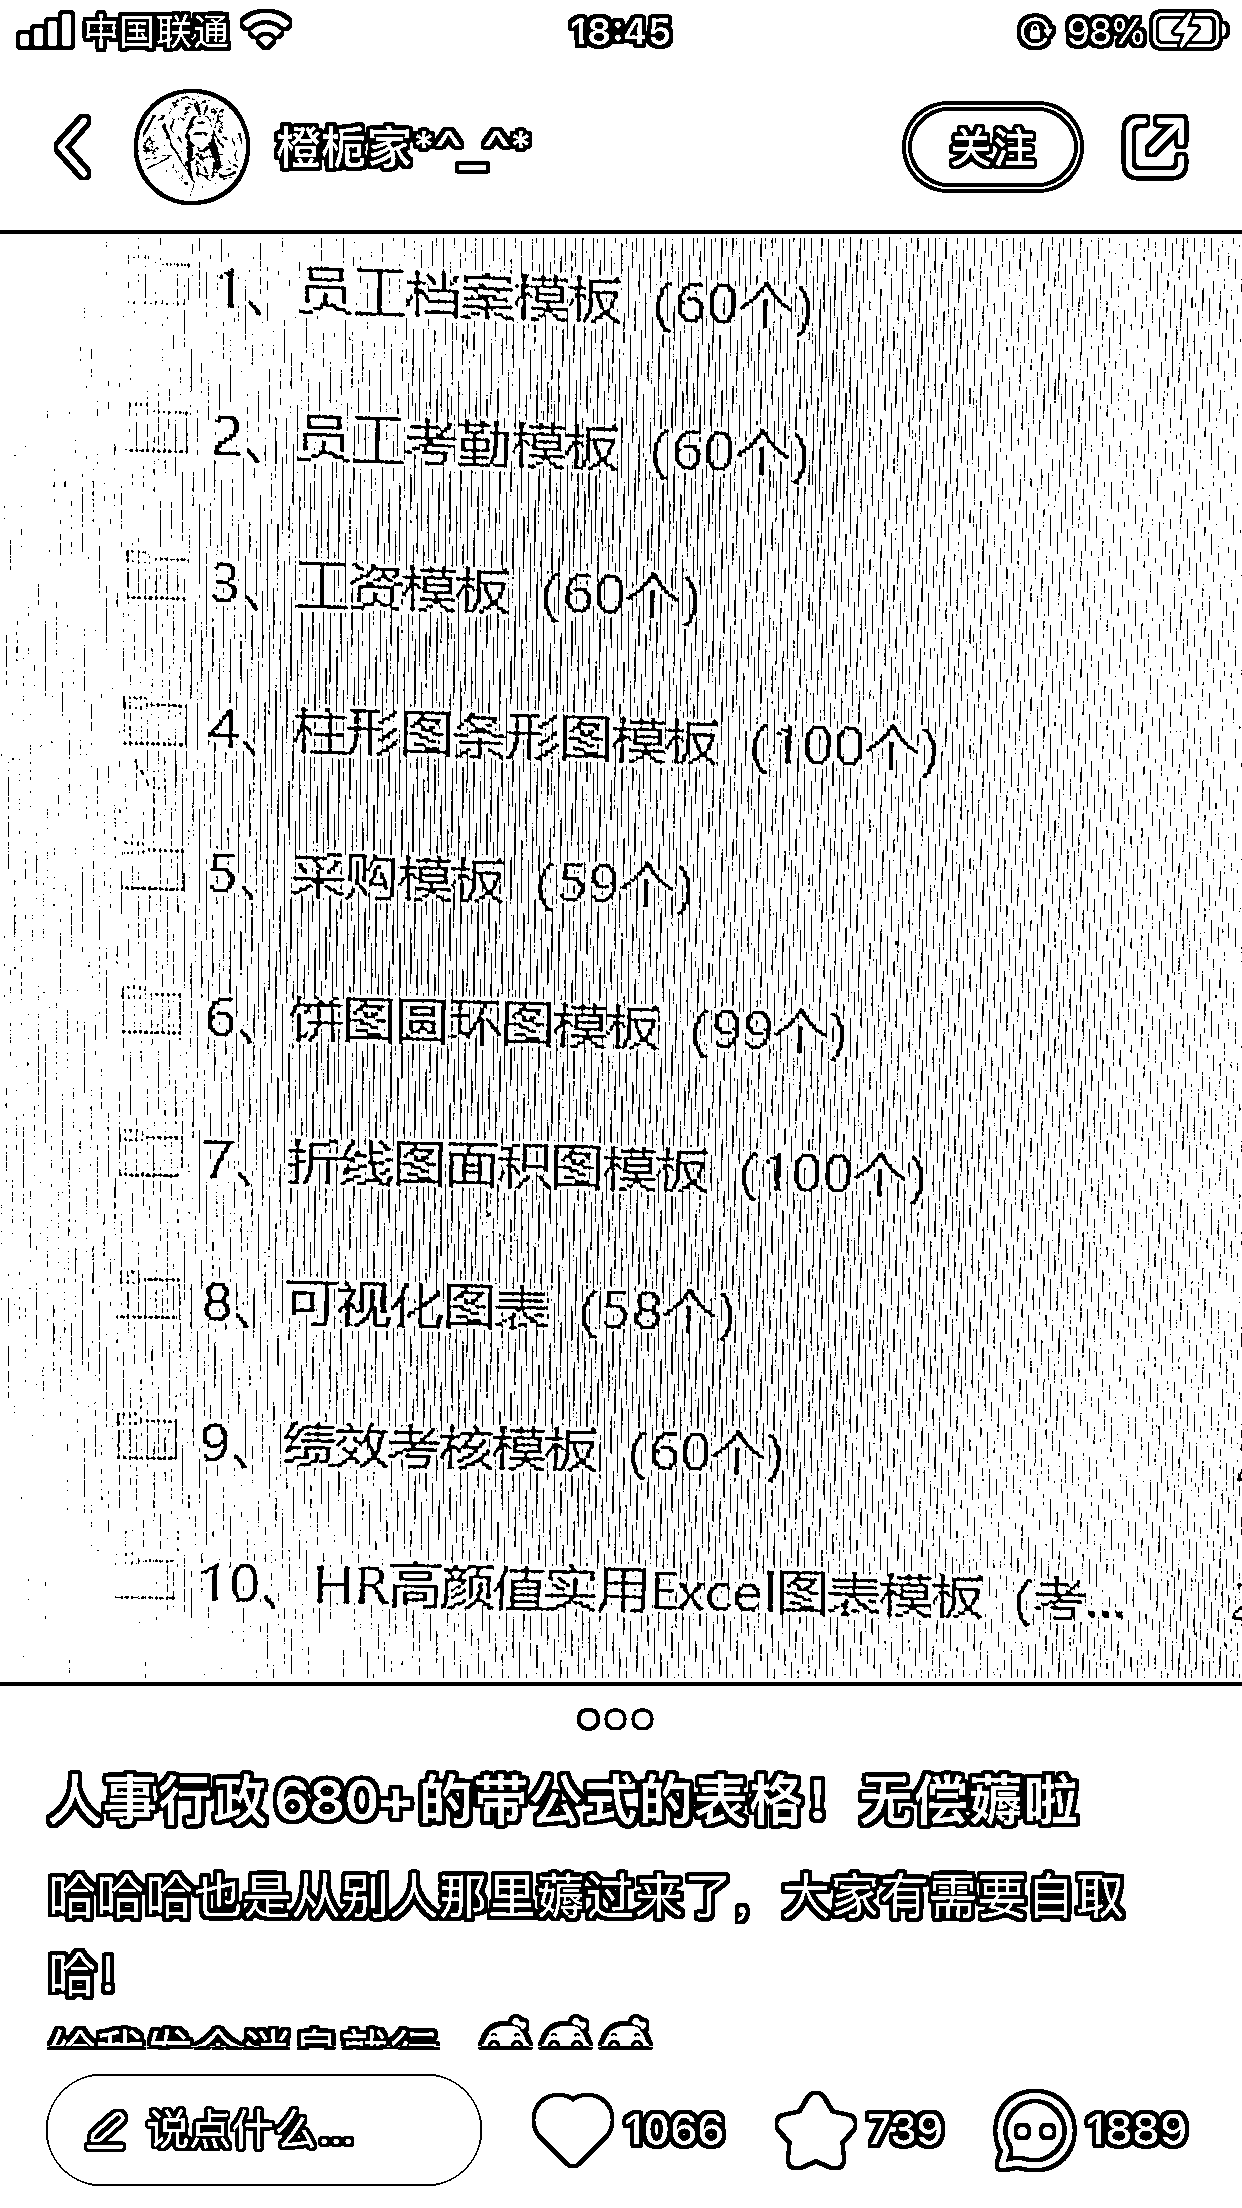 中国联通 18:45 98%
橙栀家*^_^* 关注
1、员工档案模板（60个）
2、员工考勤模板（60个）
3、工资模板（60个）
4、柱形图条形图模板（100个）
5、采购模板（59个）
6、饼图圆环图模板（99个）
7、折线图面积图模板（100个）
8、可视化图表（58个）
9、绩效考核模板（60个）
10、HR高颜值实用Excel图表模板（考...
人事行政680+的带公式的表格！无偿薅啦
哈哈哈也是从别人那里薅过来了，大家有需要自取
哈！
说点什么... 1066 739 1889